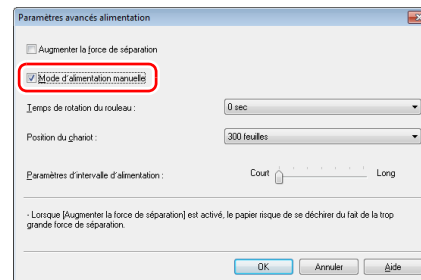 Paramètres avancés alimentation
Augmenter la force de séparation
Mode d'alimentation manuelle
Temps de rotation du rouleau :
0 sec
Position du chariot :
300 feuilles
Paramètres d'intervalle d'alimentation :
Court
Long
- Lorsque [Augmenter la force de séparation] est activé, le papier risque de se déchirer du fait de la trop
grande force de séparation.
OK
Annuler
Aide